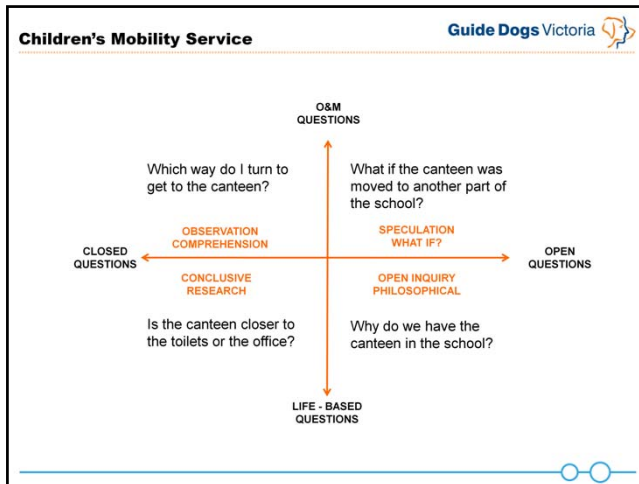 Children's Mobility Service
Guide Dogs Victoria
O&M
QUESTIONS
Which way do I turn to
get to the canteen?
What if the canteen was
moved to another part of
the school?
OBSERVATION
COMPREHENSION
SPECULATION
WHAT IF?
CLOSED
QUESTIONS
OPEN
QUESTIONS
CONCLUSIVE
RESEARCH
OPEN INQUIRY
PHILOSOPHICAL
Is the canteen closer to
the toilets or the office?
Why do we have the
canteen in the school?
LIFE - BASED
QUESTIONS